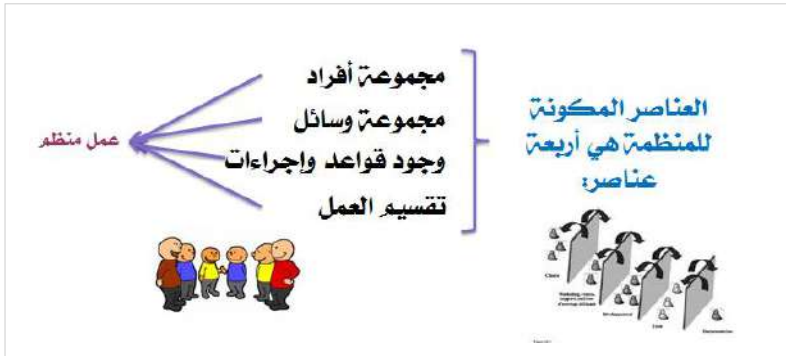 العناصر المكونة
للمنظمة هي أربعة
عناصر:
مجموعة أفراد
مجموعة وسائل
وجود قواعد وإجراءات
تقسيم العمل
عمل منظم